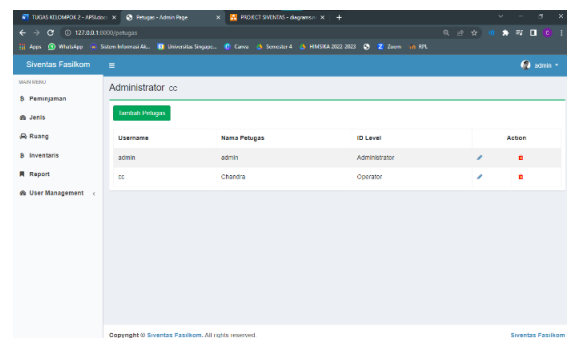 TUGAS KELOMPOK 2 - APSI.doc
Petugas - Admin Page
PROJECT SIVENTAS - diagrams.n
127.0.0.1:8000/petugas
Apps
WhatsApp
Sistem Informasi Ak...
Universitas Singape...
Canva
Semester 4
HIMSIKA 2022-2023
Zoom
RPL
Siventas Fasilkom
admin
MAIN MENU
Peminjaman
Jenis
Ruang
Inventaris
Report
User Management
Administrator cc
Tambah Petugas
Username Nama Petugas ID Level Action
admin admin Administrator
cc Chandra Operator
Copyright © Siventas Fasilkom. All rights reserved.
Siventas Fasilkom